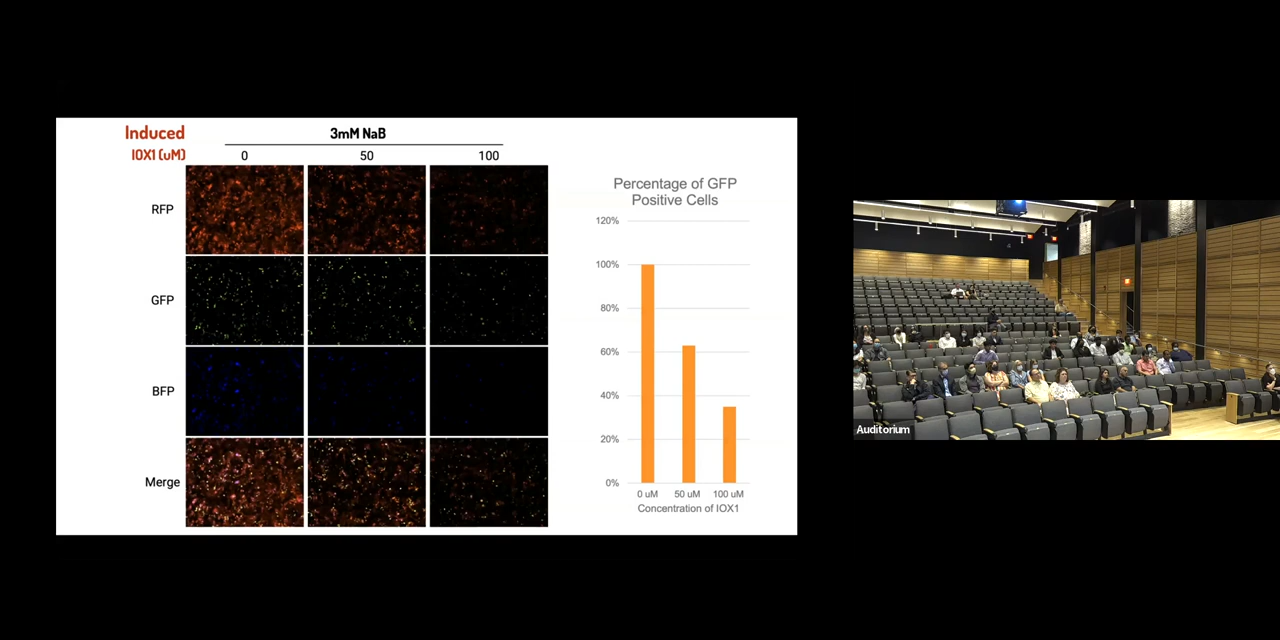 Induced
3mM NaB
IOX1 (uM)
0
50
100
RFP
GFP
BFP
Merge
Percentage of GFP
Positive Cells
120%
100%
80%
60%
40%
20%
0%
0 uM
50 uM
100 uM
Concentration of IOX1
Auditorium